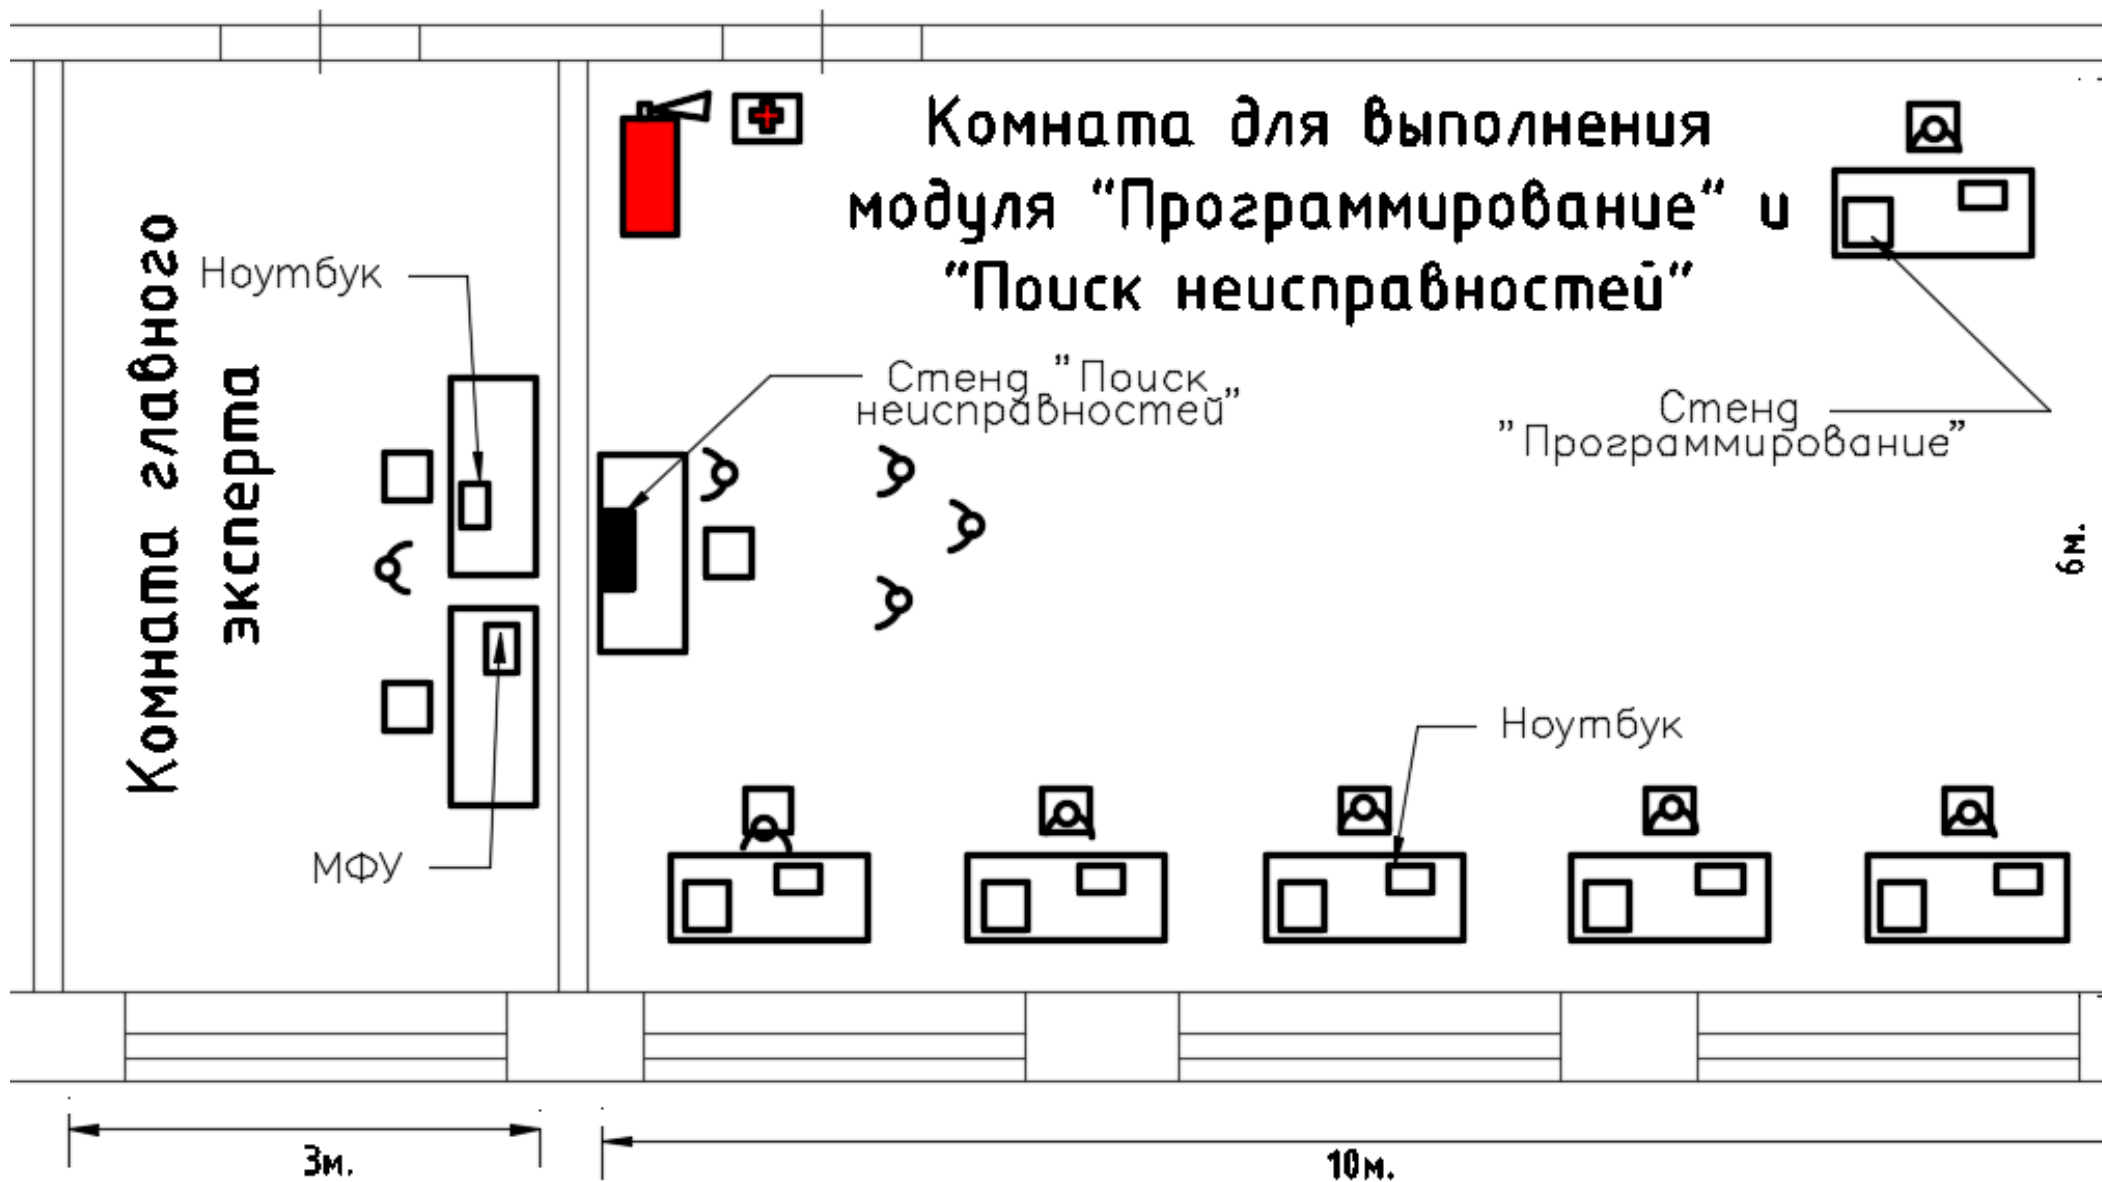 Комната для выполнения
модуля "Программирование" и
"Поиск неисправностей"
Комната главного
эксперта
Ноутбук
Стенд "Поиск
неисправностей"
Стенд
"Программирование"
6м.
Ноутбук
МФУ
3м.
10м.